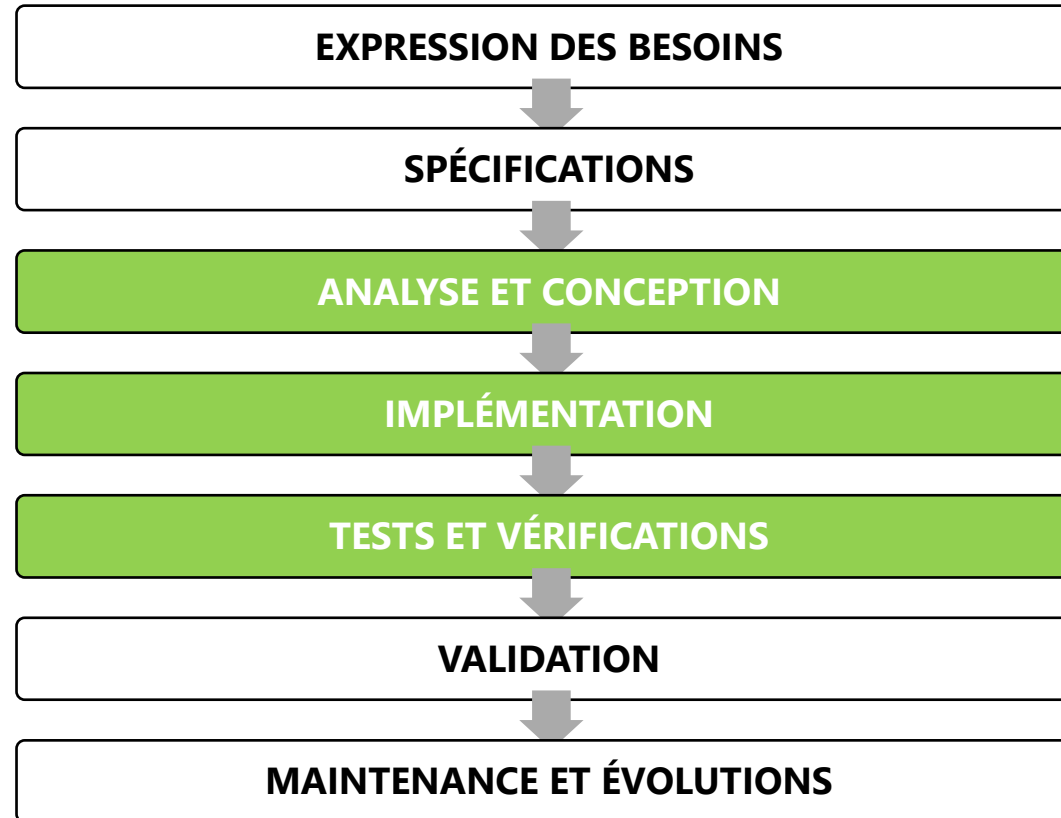 EXPRESSION DES BESOINS
SPÉCIFICATIONS
ANALYSE ET CONCEPTION
IMPLÉMENTATION
TESTS ET VÉRIFICATIONS
VALIDATION
MAINTENANCE ET ÉVOLUTIONS